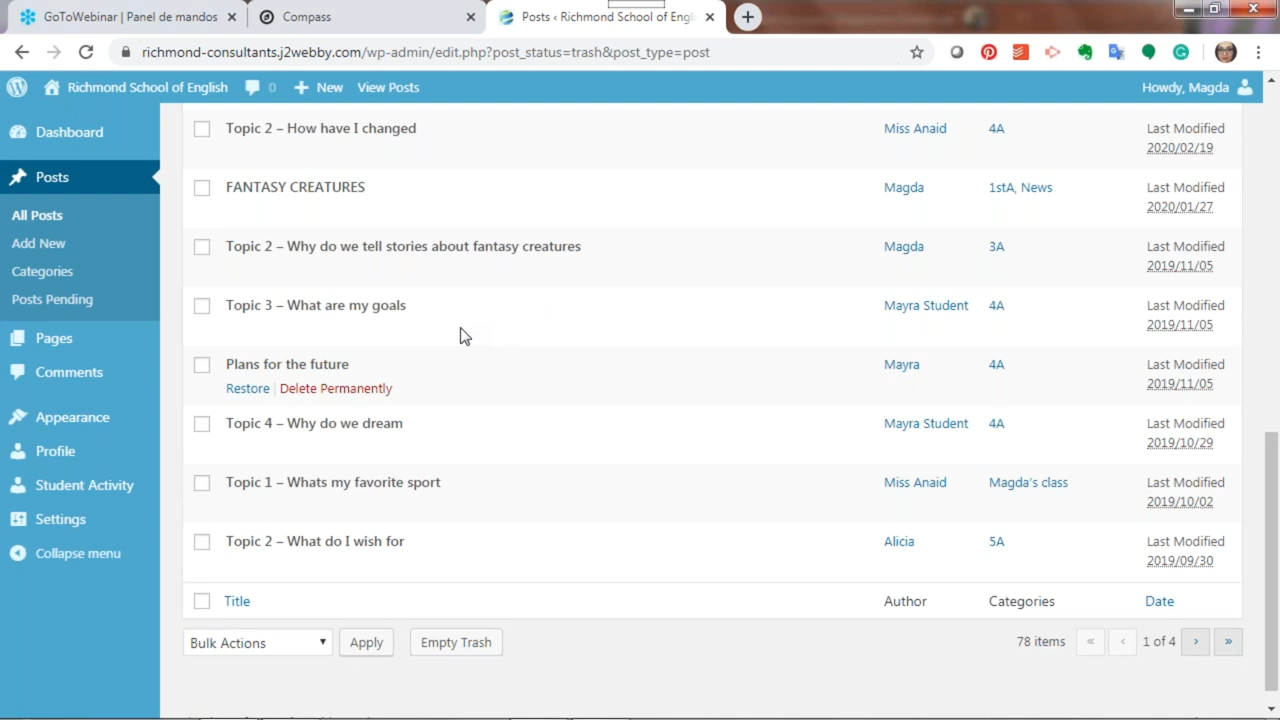 GoToWebinar | Panel de mandos
Compass
Posts ‹ Richmond School of Engli
richmond-consultants.j2webby.com/wp-admin/edit.php?post_status=trash&post_type=post
Richmond School of English 0 New View Posts Howdy, Magda
Dashboard
Posts
All Posts
Add New
Categories
Posts Pending
Pages
Comments
Appearance
Profile
Student Activity
Settings
Collapse menu
Topic 2 – How have I changed Miss Anaid 4A Last Modified
2020/02/19
FANTASY CREATURES Magda 1stA, News Last Modified
2020/01/27
Topic 2 – Why do we tell stories about fantasy creatures Magda 3A Last Modified
2019/11/05
Topic 3 – What are my goals Mayra Student 4A Last Modified
2019/11/05
Plans for the future Mayra 4A Last Modified
Restore | Delete Permanently 2019/11/05
Topic 4 – Why do we dream Mayra Student 4A Last Modified
2019/10/29
Topic 1 – Whats my favorite sport Miss Anaid Magda's class Last Modified
2019/10/02
Topic 2 – What do I wish for Alicia 5A Last Modified
2019/09/30
Title Author Categories Date
Bulk Actions Apply Empty Trash 78 items « ‹ 1 of 4 › »